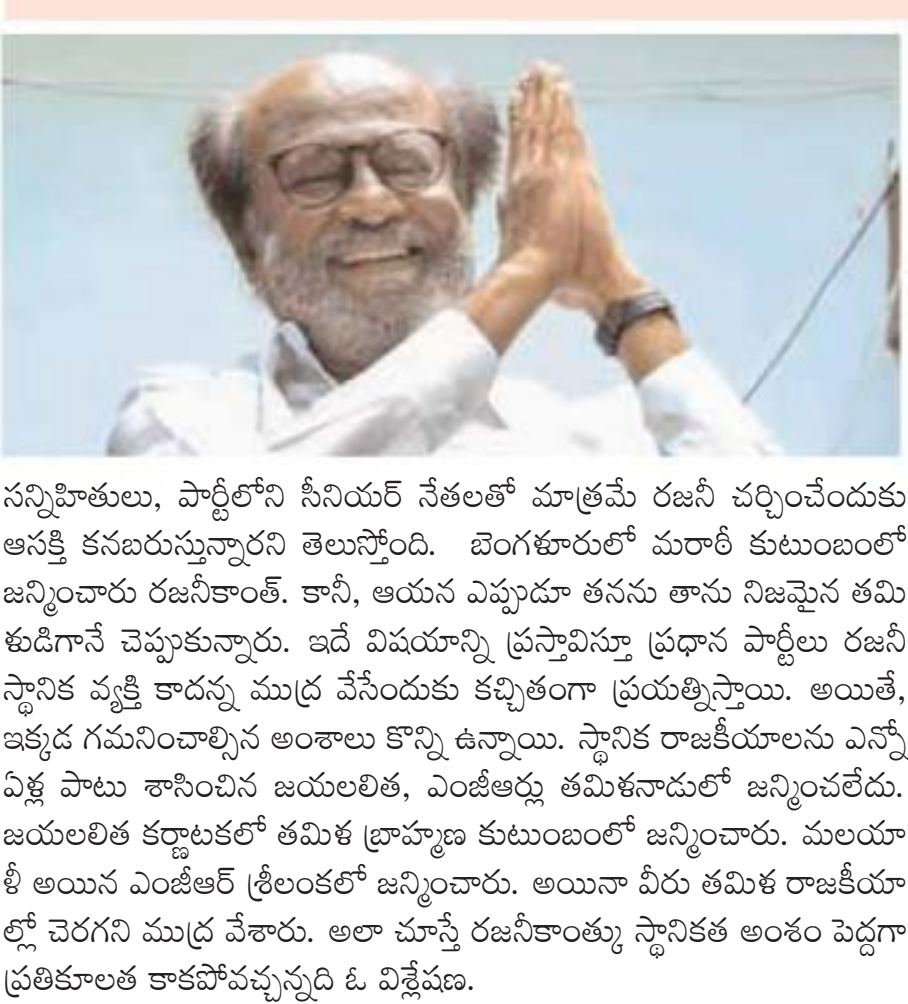 సన్నిహితులు, పార్టీలోని సీనియర్ నేతలతో మాత్రమే రజనీ చర్చించేందుకు
ఆసక్తి కనబరుస్తున్నారని తెలుస్తోంది. బెంగళూరులో మరాఠీ కుటుంబంలో
జన్మించారు రజనీకాంత్. కానీ, ఆయన ఎప్పుడూ తనను తాను నిజమైన తమి
ళుడిగానే చెప్పుకున్నారు. ఇదే విషయాన్ని ప్రస్తావిస్తూ ప్రధాన పార్టీలు రజనీ
స్థానిక వ్యక్తి కాదన్న ముద్ర వేసేందుకు కచ్చితంగా ప్రయత్నిస్తాయి. అయితే,
ఇక్కడ గమనించాల్సిన అంశాలు కొన్ని ఉన్నాయి. స్థానిక రాజకీయాలను ఎన్నో
ఏళ్ల పాటు శాసించిన జయలలిత, ఎంజీఆర్లు తమిళనాడులో జన్మించలేదు.
జయలలిత కర్ణాటకలో తమిళ బ్రాహ్మణ కుటుంబంలో జన్మించారు. మలయా
ళీ అయిన ఎంజీఆర్ శ్రీలంకలో జన్మించారు. అయినా వీరు తమిళ రాజకీయా
ల్లో చెరగని ముద్ర వేశారు. అలా చూస్తే రజనీకాంత్కు స్థానికత అంశం పెద్దగా
ప్రతికూలత కాకపోవచ్చన్నది ఓ విశ్లేషణ.